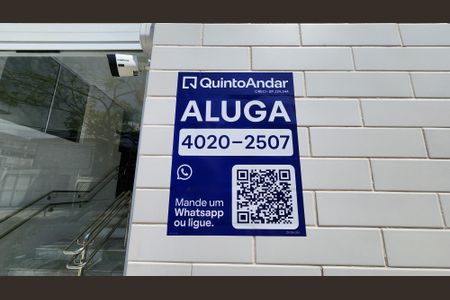 QuintoAndar
ALUGA
4020-2507
Mande um
Whatsapp
ou ligue.